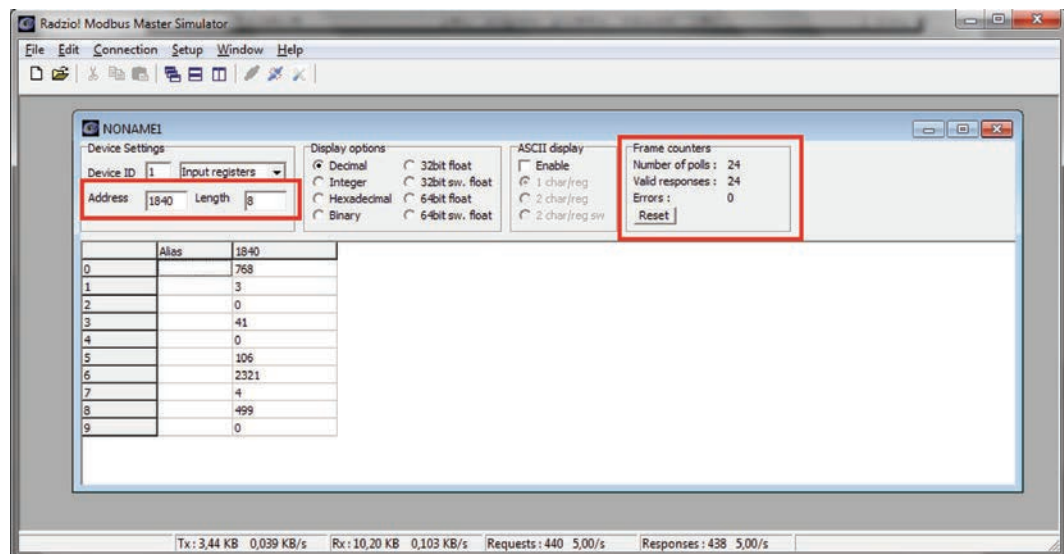 Radzio! Modbus Master Simulator
File Edit Connection Setup Window Help
NONAME1
Device Settings
Device ID 1 Input registers
Address 1840 Length 8
Display options
Decimal 32bit float
Integer 32bit sw. float
Hexadecimal 64bit float
Binary 64bit sw. float
ASCII display
Enable
1 char/reg
2 char/reg
2 char/reg sw
Frame counters
Number of polls : 24
Valid responses : 24
Errors : 0
Reset
Alias 1840
0 768
1 3
2 0
3 41
4 0
5 106
6 2321
7 4
8 499
9 0
Tx : 3,44 KB 0,039 KB/s Rx : 10,20 KB 0,103 KB/s Requests : 440 5,00/s Responses : 438 5,00/s